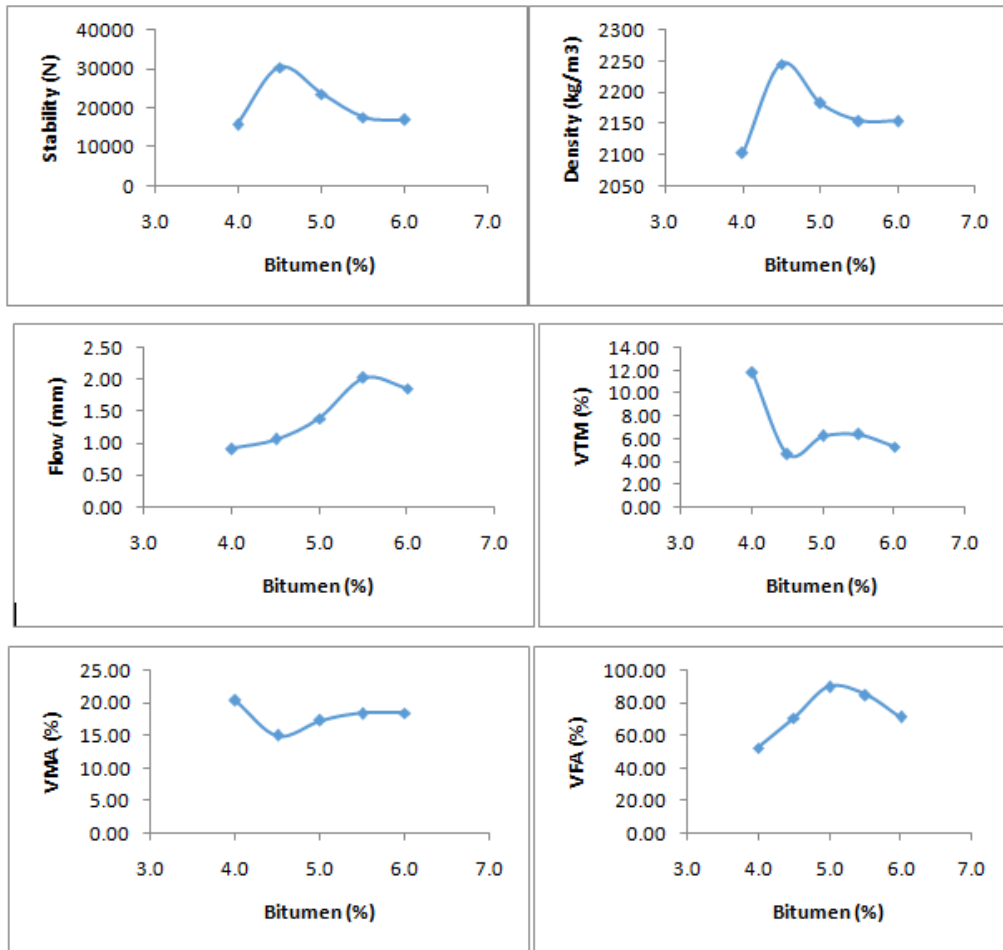 Stability (N)
40000
30000
20000
10000
0
3.0 4.0 5.0 6.0 7.0
Bitumen (%)
Density (kg/m3)
2300
2250
2200
2150
2100
2050
3.0 4.0 5.0 6.0 7.0
Bitumen (%)
Flow (mm)
2.50
2.00
1.50
1.00
0.50
0.00
3.0 4.0 5.0 6.0 7.0
Bitumen (%)
VTM (%)
14.00
12.00
10.00
8.00
6.00
4.00
2.00
0.00
3.0 4.0 5.0 6.0 7.0
Bitumen (%)
VMA (%)
25.00
20.00
15.00
10.00
5.00
0.00
3.0 4.0 5.0 6.0 7.0
Bitumen (%)
VFA (%)
100.00
80.00
60.00
40.00
20.00
0.00
3.0 4.0 5.0 6.0 7.0
Bitumen (%)